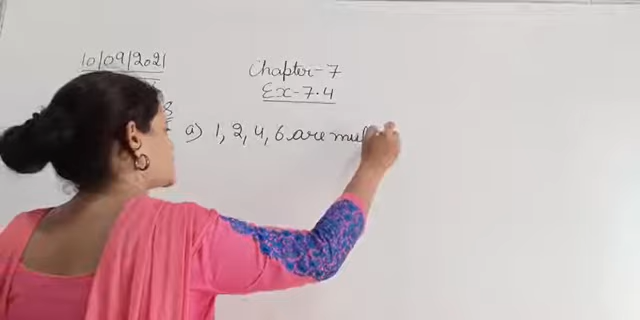 10/09/2021
Chapter-7
Ex-7.4
a) 1, 2, 4, 6 are mul